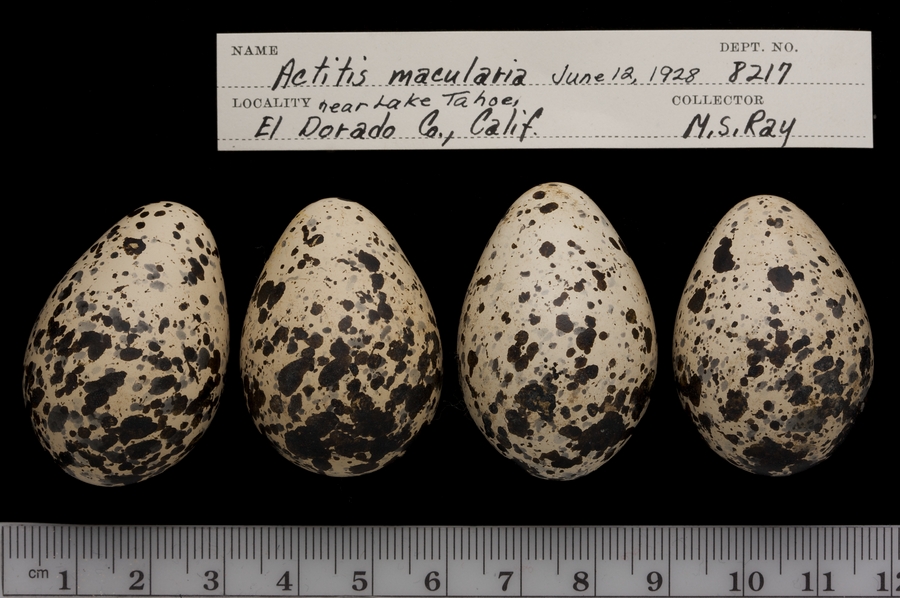 NAME DEPT. NO.
Actitis macularia June 12, 1928 8217
LOCALITY near Lake Tahoe, COLLECTOR
El Dorado Co., Calif. M.S. Ray
cm 1 2 3 4 5 6 7 8 9 10 11 12